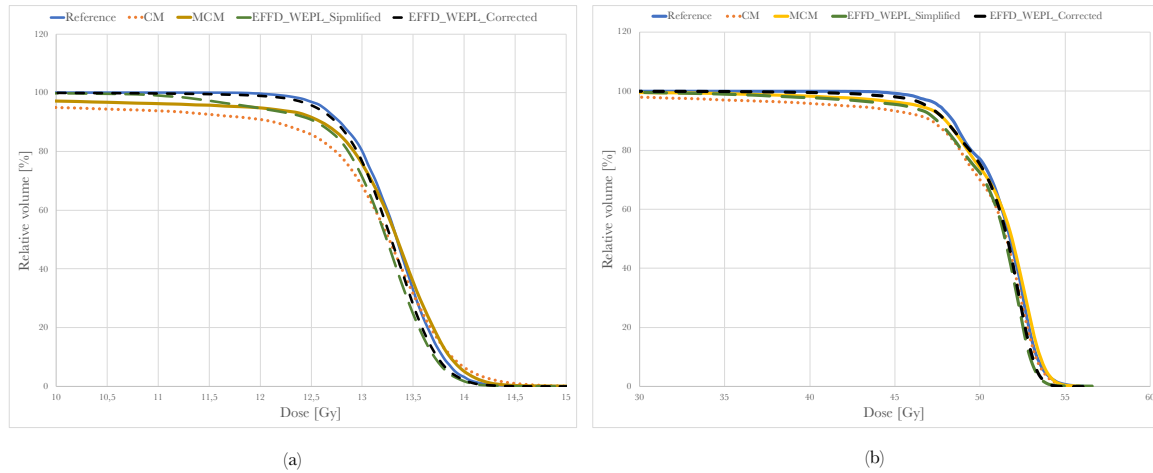 Reference CM MCM EFFD_WEPL_Sipmlified EFFD_WEPL_Corrected
120
100
80
60
40
20
0
Relative volume [%]
10 10,5 11 11,5 12 12,5 13 13,5 14 14,5 15
Dose [Gy]
(a)
Reference CM MCM EFFD_WEPL_Simplified EFFD_WEPL_Corrected
120
100
80
60
40
20
0
Relative volume [%]
30 35 40 45 50 55 60
Dose [Gy]
(b)